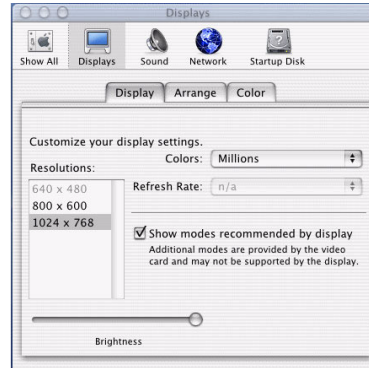 Displays
Show All Displays Sound Network Startup Disk
Display Arrange Color
Customize your display settings.
Colors: Millions
Resolutions:
Refresh Rate: n/a
640 x 480
800 x 600
1024 x 768
Show modes recommended by display
Additional modes are provided by the video
card and may not be supported by the display.
Brightness